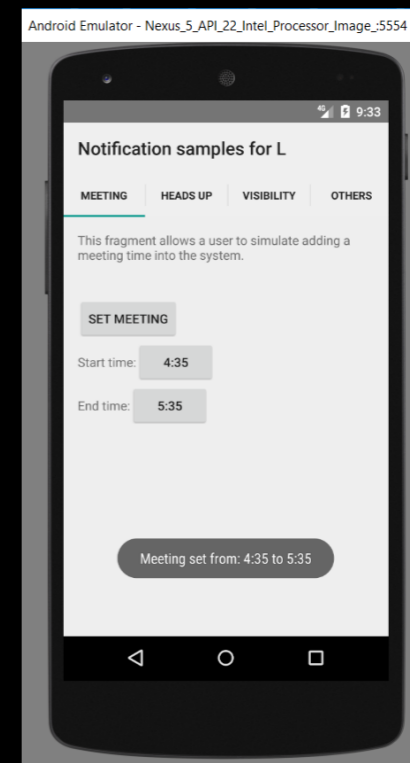 Android Emulator - Nexus_5_API_22_Intel_Processor_Image_:5554
4G 9:33
Notification samples for L
MEETING HEADS UP VISIBILITY OTHERS
This fragment allows a user to simulate adding a
meeting time into the system.
SET MEETING
Start time: 4:35
End time: 5:35
Meeting set from: 4:35 to 5:35